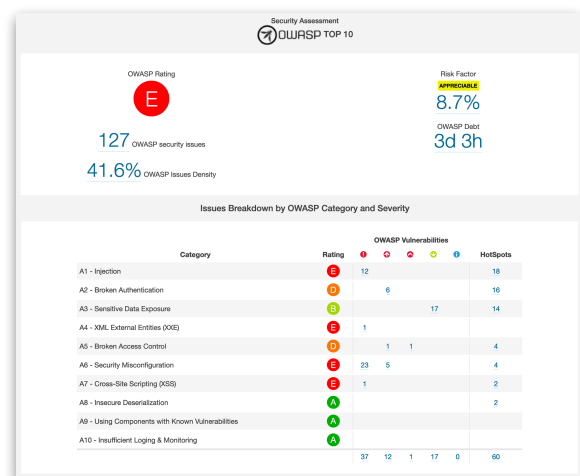 Security Assessment
OWASP TOP 10
OWASP Rating
E
127 OWASP security issues
41.6% OWASP Issues Density
Risk Factor
APPRECIABLE
8.7%
OWASP Debt
3d 3h
Issues Breakdown by OWASP Category and Severity
OWASP Vulnerabilities
Category Rating HotSpots
A1 - Injection E 12 18
A2 - Broken Authentication D 6 16
A3 - Sensitive Data Exposure B 17 14
A4 - XML External Entities (XXE) E 1
A5 - Broken Access Control D 1 1 4
A6 - Security Misconfiguration E 23 5 4
A7 - Cross-Site Scripting (XSS) E 1 2
A8 - Insecure Deserialization A 2
A9 - Using Components with Known Vulnerabilities A
A10 - Insufficient Loging & Monitoring A
37 12 1 17 0 60